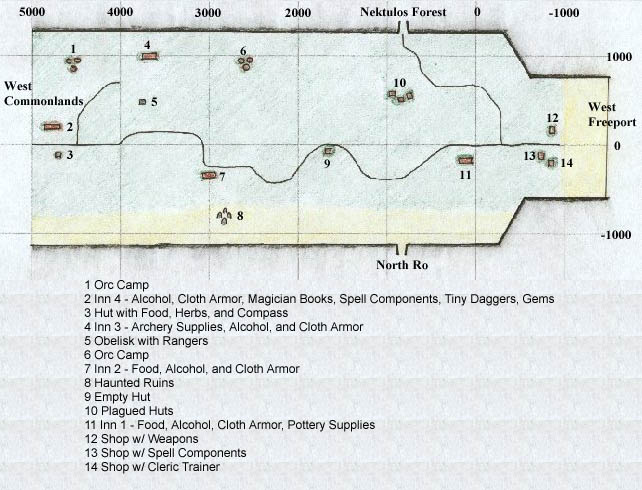 5000 4000 3000 2000 Nektulos Forest 0 -1000
1 4 6 1000
10
West Commonlands
5
West Freeport
2 12
0
3 9 13 14
7 11
8
-1000
North Ro
1 Orc Camp
2 Inn 4 - Alcohol, Cloth Armor, Magician Books, Spell Components, Tiny Daggers, Gems
3 Hut with Food, Herbs, and Compass
4 Inn 3 - Archery Supplies, Alcohol, and Cloth Armor
5 Obelisk with Rangers
6 Orc Camp
7 Inn 2 - Food, Alcohol, and Cloth Armor
8 Haunted Ruins
9 Empty Hut
10 Plagued Huts
11 Inn 1 - Food, Alcohol, Cloth Armor, Pottery Supplies
12 Shop w/ Weapons
13 Shop w/ Spell Components
14 Shop w/ Cleric Trainer